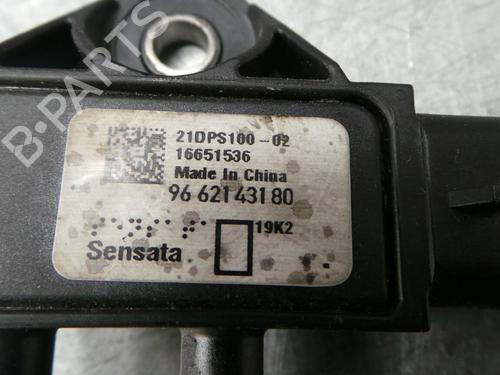 B-PARTS
21DPS100-02
16651536
Made in China
96 621 431 80
19K2
Sensata